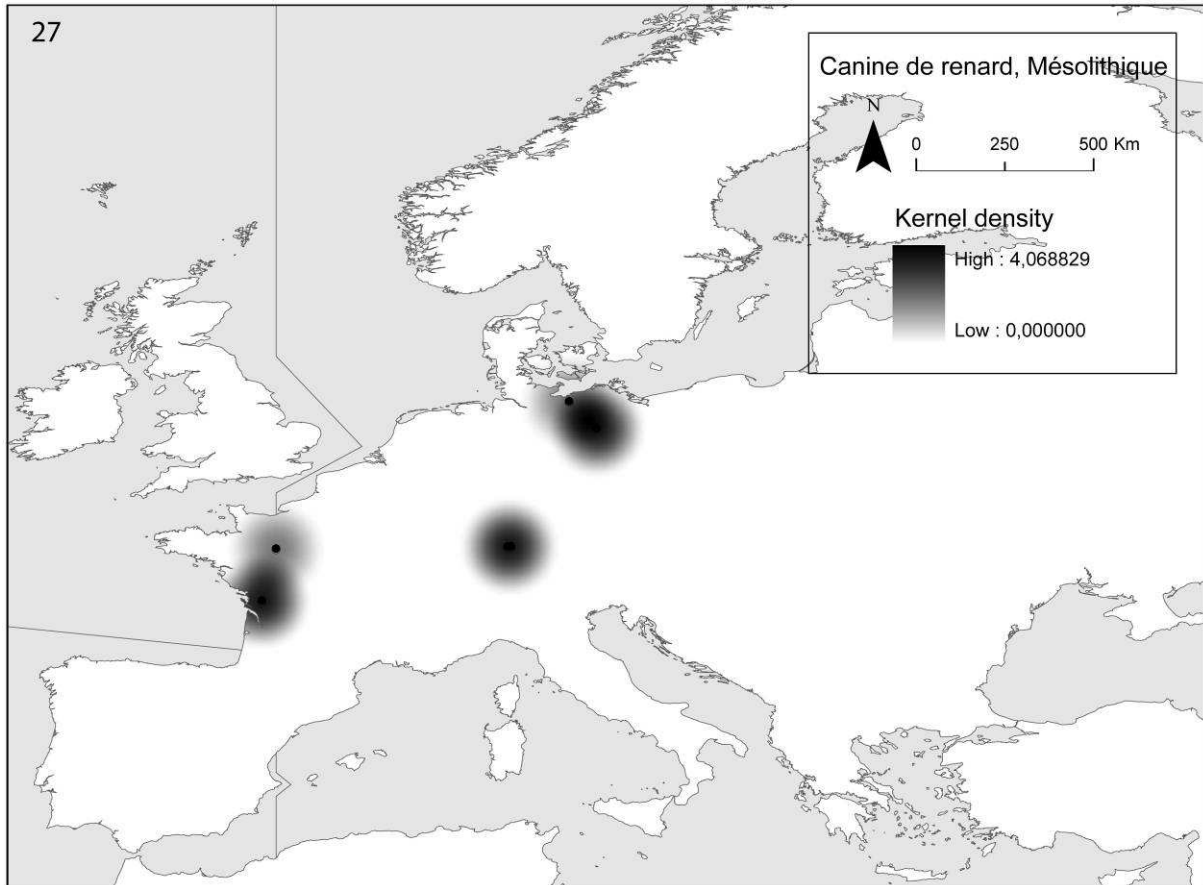 27
Canine de renard, Mésolithique
N
0 250 500 Km
Kernel density
High : 4,068829
Low : 0,000000